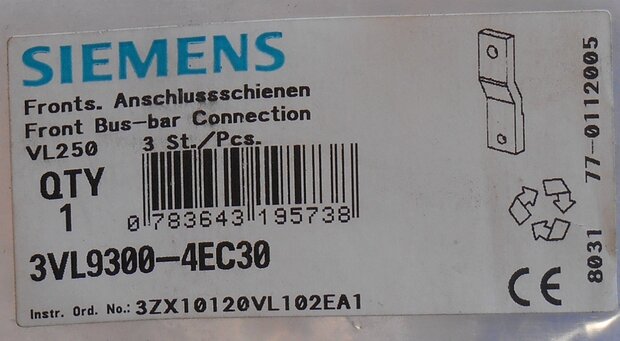 SIEMENS
Fronts. Anschlussschienen
Front Bus-bar Connection
VL250 3 St./Pcs.
QTY
1
0 783643 195738
3VL9300-4EC30
Instr. Ord. No.: 3ZX10120VL102EA1
CE
8031 77-0112005